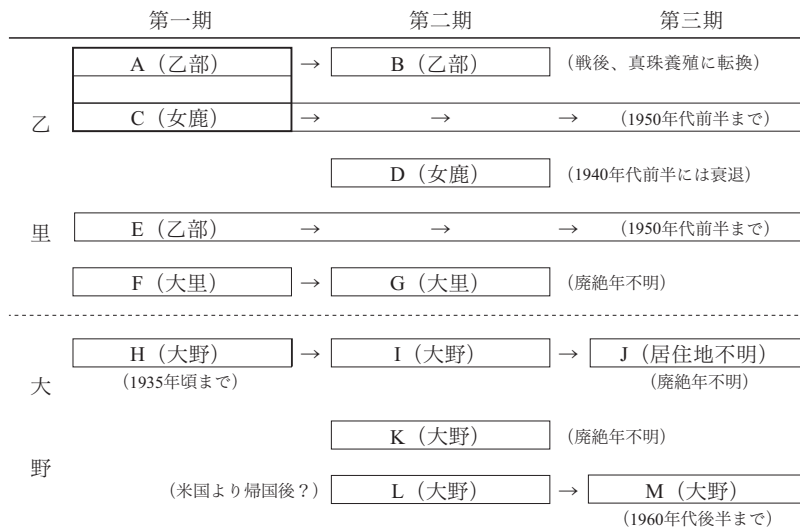 第一期 第二期 第三期
A（乙部） → B（乙部） （戦後、真珠養殖に転換）
乙
C（女鹿） → → → （1950年代前半まで）
D（女鹿） （1940年代前半には衰退）
里
E（乙部） → → → （1950年代前半まで）
F（大里） → G（大里） （廃絶年不明）
H（大野） → I（大野） → J（居住地不明）
大
（1935年頃まで） （廃絶年不明）
K（大野） （廃絶年不明）
野
（米国より帰国後？） L（大野） → M（大野）
（1960年代後半まで）